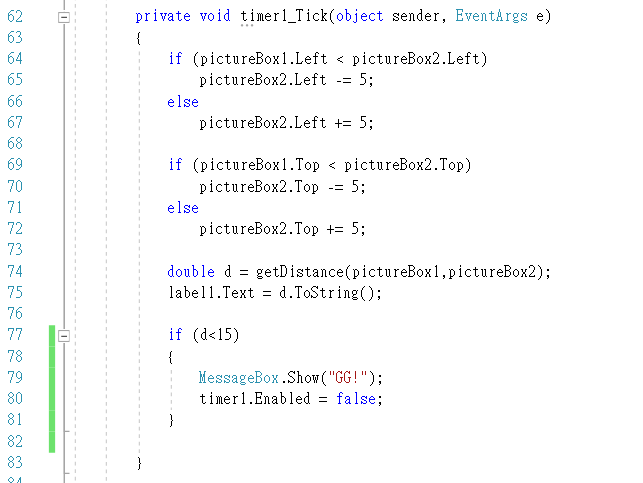 62 private void timer1_Tick(object sender, EventArgs e)
63 {
64 if (pictureBox1.Left < pictureBox2.Left)
65 pictureBox2.Left -= 5;
66 else
67 pictureBox2.Left += 5;
68
69 if (pictureBox1.Top < pictureBox2.Top)
70 pictureBox2.Top -= 5;
71 else
72 pictureBox2.Top += 5;
73
74 double d = getDistance(pictureBox1,pictureBox2);
75 label1.Text = d.ToString();
76
77 if (d<15)
78 {
79 MessageBox.Show("GG!");
80 timer1.Enabled = false;
81 }
82
83 }
84